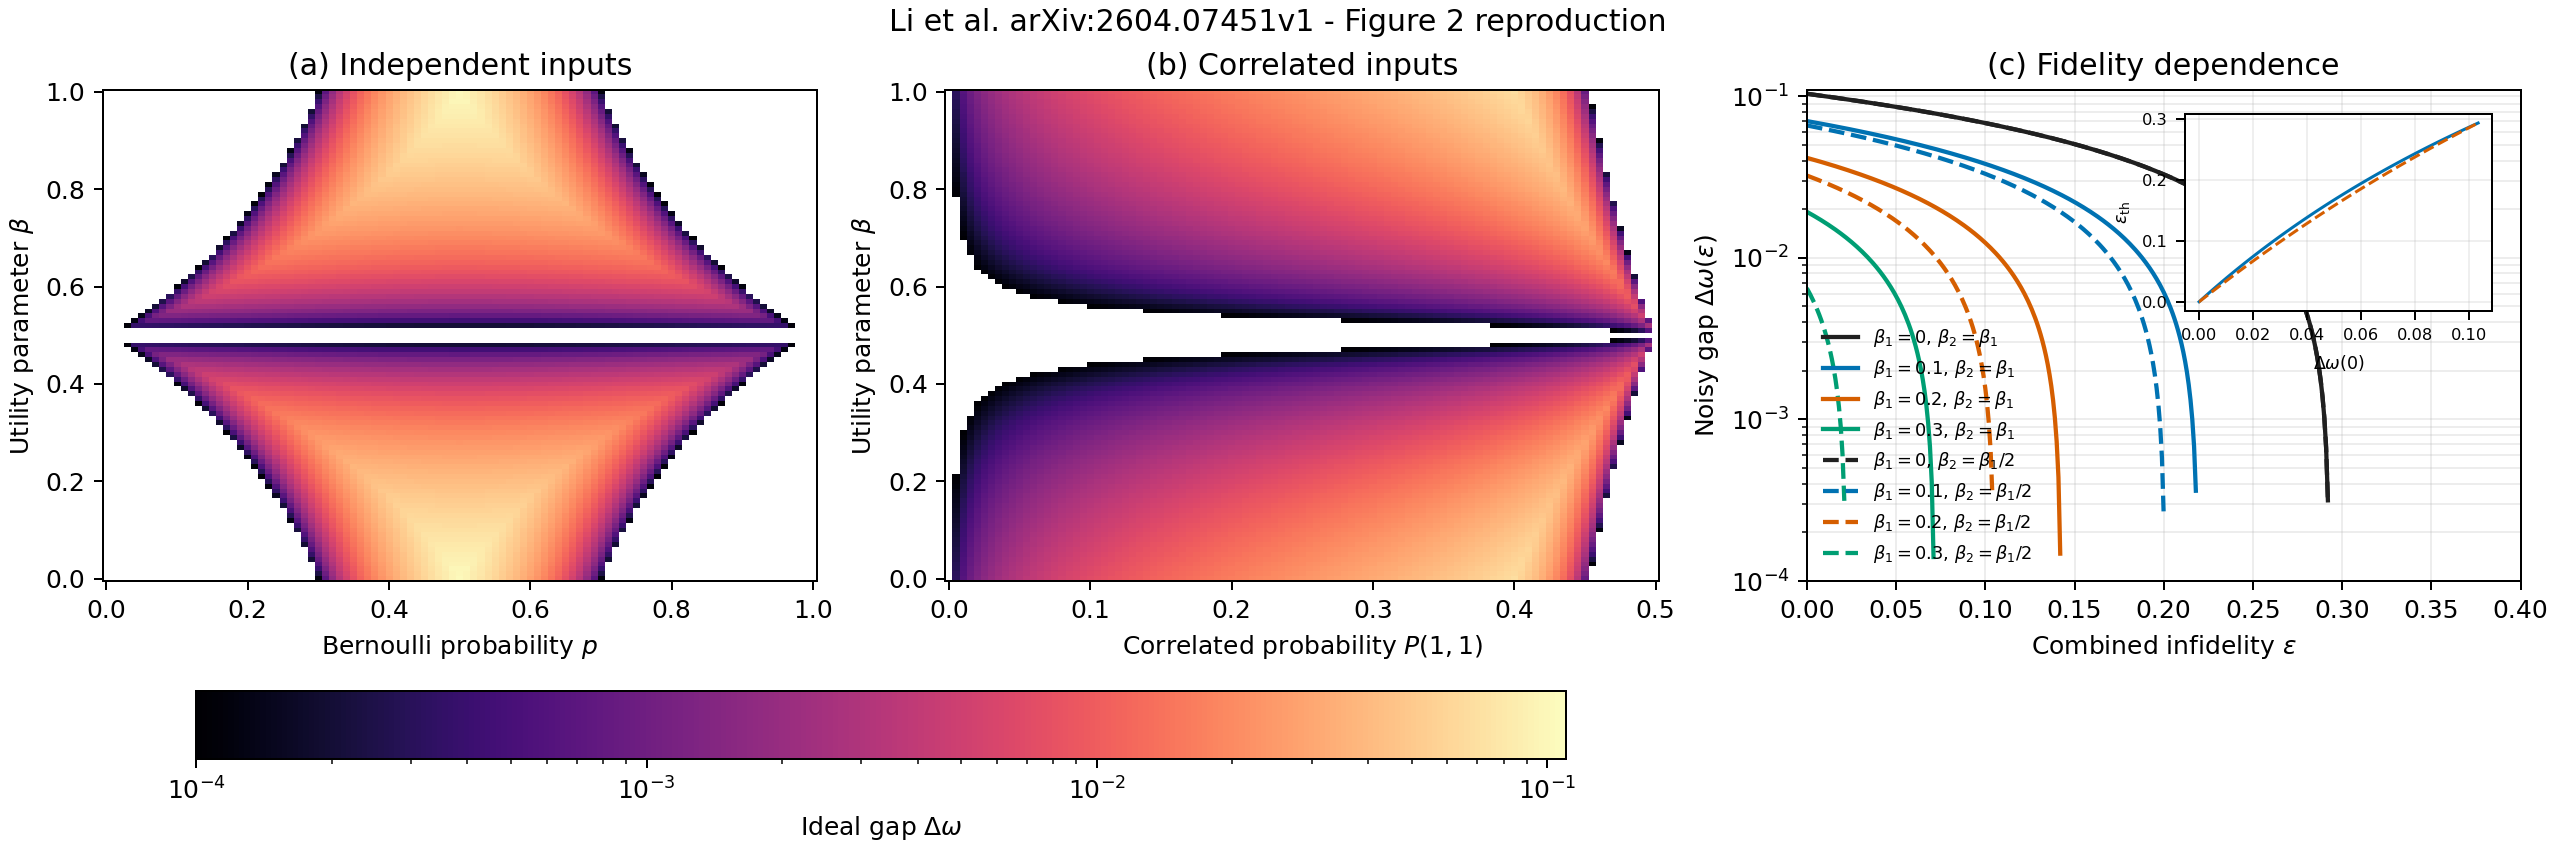 Li et al. arXiv:2604.07451v1 - Figure 2 reproduction
(a) Independent inputs
1.0
0.8
0.6
0.4
0.2
0.0
Utility parameter β
0.0 0.2 0.4 0.6 0.8 1.0
Bernoulli probability p
(b) Correlated inputs
1.0
0.8
0.6
0.4
0.2
0.0
Utility parameter β
0.0 0.1 0.2 0.3 0.4 0.5
Correlated probability P(1, 1)
(c) Fidelity dependence
10⁻¹
10⁻²
10⁻³
10⁻⁴
Noisy gap Δω(ε)
0.3
0.2
0.1
0.0
ε_th
0.00 0.02 0.04 0.06 0.08 0.10
Δω(0)
β₁ = 0, β₂ = β₁
β₁ = 0.1, β₂ = β₁
β₁ = 0.2, β₂ = β₁
β₁ = 0.3, β₂ = β₁
β₁ = 0, β₂ = β₁/2
β₁ = 0.1, β₂ = β₁/2
β₁ = 0.2, β₂ = β₁/2
β₁ = 0.3, β₂ = β₁/2
0.00 0.05 0.10 0.15 0.20 0.25 0.30 0.35 0.40
Combined infidelity ε
10⁻⁴ 10⁻³ 10⁻² 10⁻¹
Ideal gap Δω